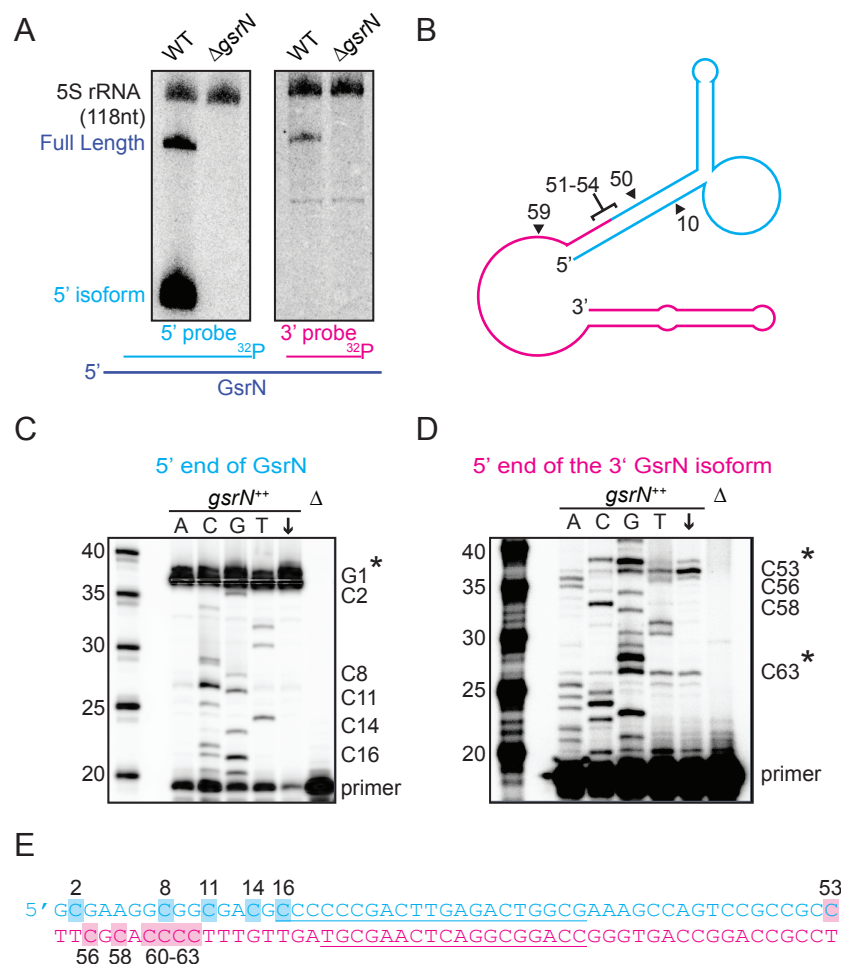 A
WT
ΔgsrN
WT
ΔgsrN
5S rRNA
(118nt)
Full Length
5’ isoform
5’ probe
32P
3’ probe
32P
5’
GsrN
B
51-54
50
59
10
5’
3’
C
5’ end of GsrN
gsrN++
Δ
A C G T ↓
40
35
30
25
20
G1 *
C2
C8
C11
C14
C16
primer
D
5’ end of the 3‘ GsrN isoform
gsrN++
Δ
A C G T ↓
40
35
30
25
20
*
C53
C56
C58
*
C63
primer
E
2 8 11 14 16 53
5’ GCGAAGGCGGCGACGCCCCCCGACTTGAGACTGGCGAAAGCCAGTCCGCCGCC
TTCGCACCCCTTTGTTGATGCGAACTCAGGCGGACCGGGTGACCGGACCGCCT
56 58 60-63